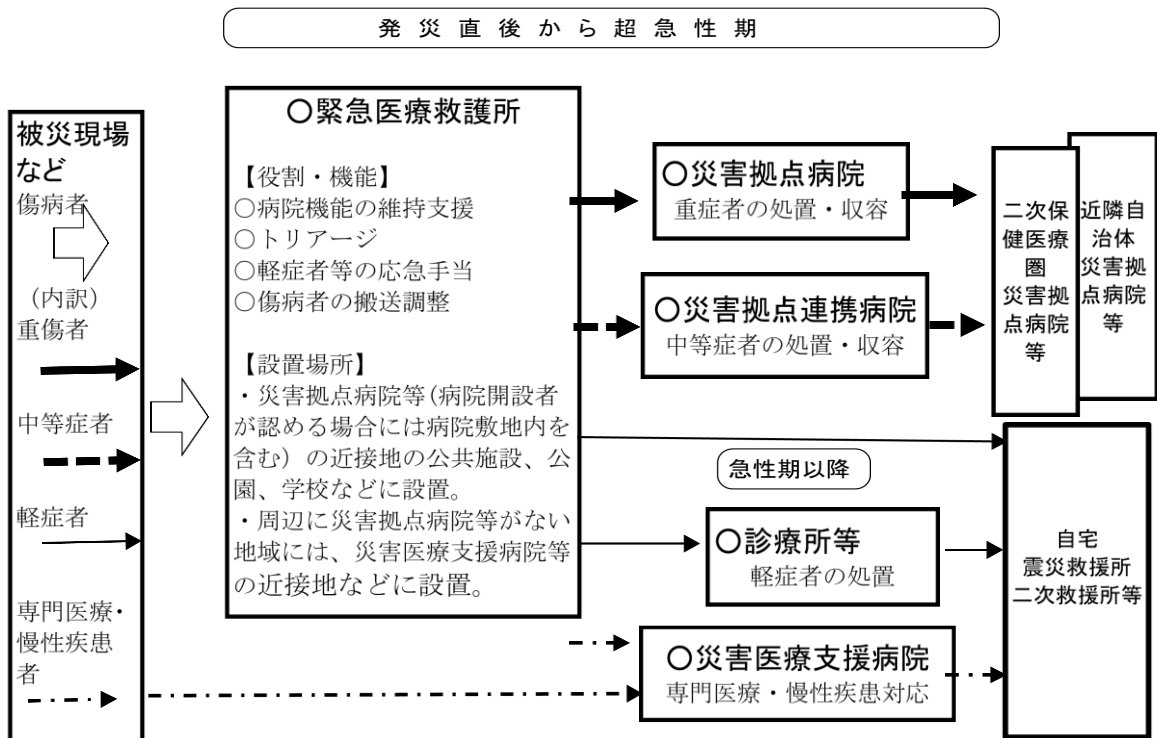 発災直後から超急性期
被災現場
など
傷病者
（内訳）
重傷者
中等症者
軽症者
専門医療・
慢性疾患
者
〇緊急医療救護所
【役割・機能】
○病院機能の維持支援
○トリアージ
○軽症者等の応急手当
○傷病者の搬送調整
【設置場所】
・災害拠点病院等(病院開設者
が認める場合には病院敷地内を
含む）の近接地の公共施設、公
園、学校などに設置。
・周辺に災害拠点病院等がない
地域には、災害医療支援病院等
の近接地などに設置。
〇災害拠点病院
重症者の処置・収容
〇災害拠点連携病院
中等症者の処置・収容
急性期以降
〇診療所等
軽症者の処置
〇災害医療支援病院
専門医療・慢性疾患対応
二次保
健医療
圏
災害拠
点病院
等
近隣自
治体
災害拠
点病院
等
自宅
震災救援所
二次救援所等